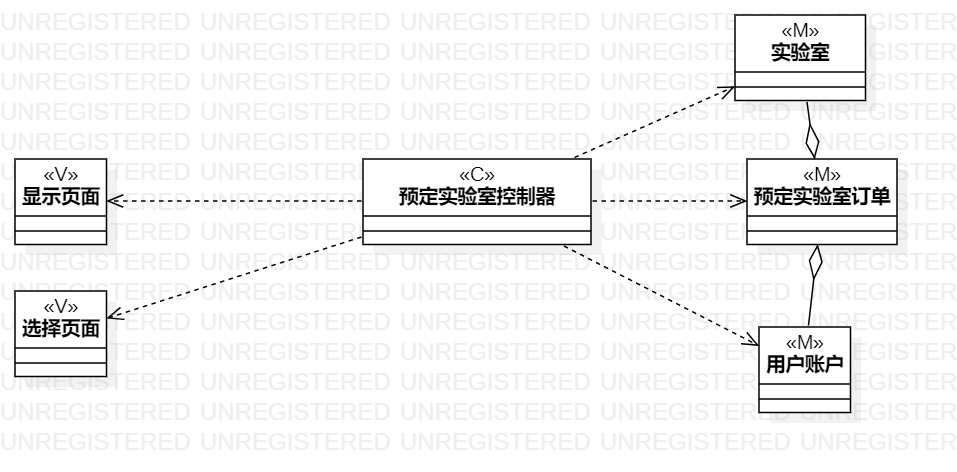 «M»
实验室
«V»
显示页面
«C»
预定实验室控制器
«M»
预定实验室订单
«V»
选择页面
«M»
用户账户
UNREGISTERED UNREGISTERED UNREGISTERED UNREGISTERED UNREGISTERED